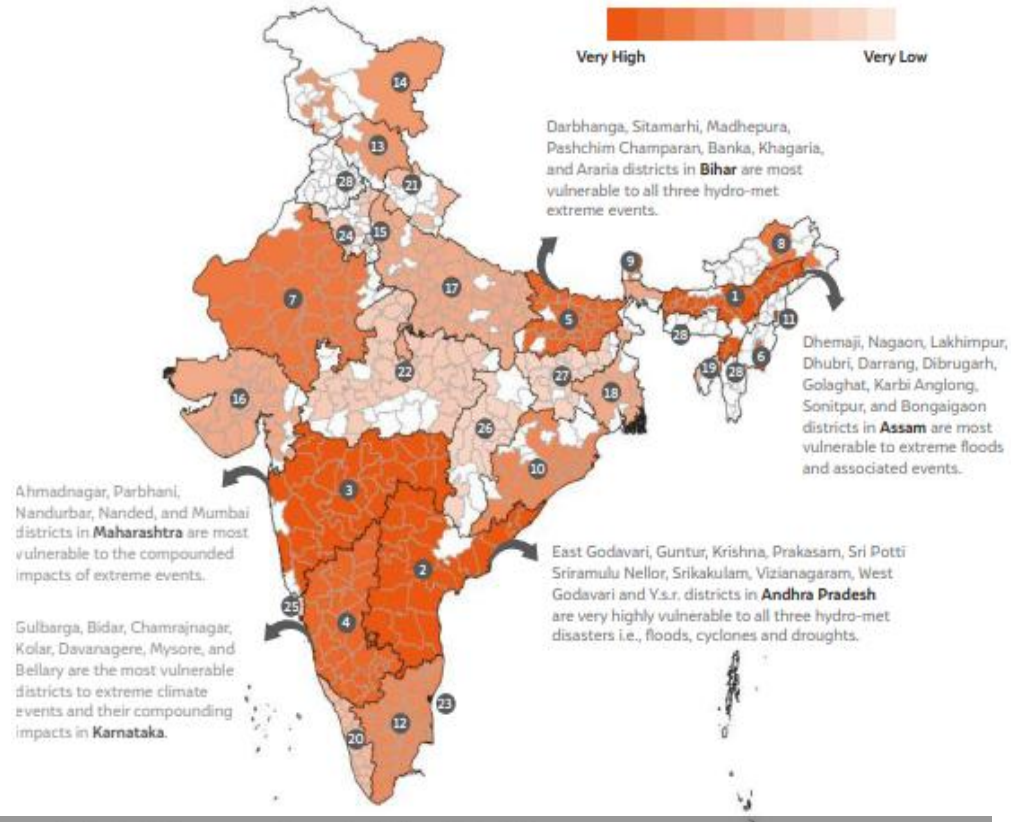 Very High
Very Low
14
13
28
21
24
15
7
17
9
8
1
5
11
28
6
19
28
22
27
18
16
26
10
3
2
25
4
23
12
20
Darbhanga, Sitamarhi, Madhepura,
Pashchim Champaran, Banka, Khagaria,
and Araria districts in Bihar are most
vulnerable to all three hydro-met
extreme events.
Dhemaji, Nagaon, Lakhimpur,
Dhubri, Darrang, Dibrugarh,
Golaghat, Karbi Anglong,
Sonitpur, and Bongaigaon
districts in Assam are most
vulnerable to extreme floods
and associated events.
Ahmadnagar, Parbhani,
Nandurbar, Nanded, and Mumbai
districts in Maharashtra are most
vulnerable to the compounded
impacts of extreme events.
East Godavari, Guntur, Krishna, Prakasam, Sri Potti
Sriramulu Nellor, Srikakulam, Vizianagaram, West
Godavari and Y.s.r. districts in Andhra Pradesh
are very highly vulnerable to all three hydro-met
disasters i.e., floods, cyclones and droughts.
Gulbarga, Bidar, Chamrajnagar,
Kolar, Davanagere, Mysore, and
Bellary are the most vulnerable
districts to extreme climate
events and their compounding
impacts in Karnataka.